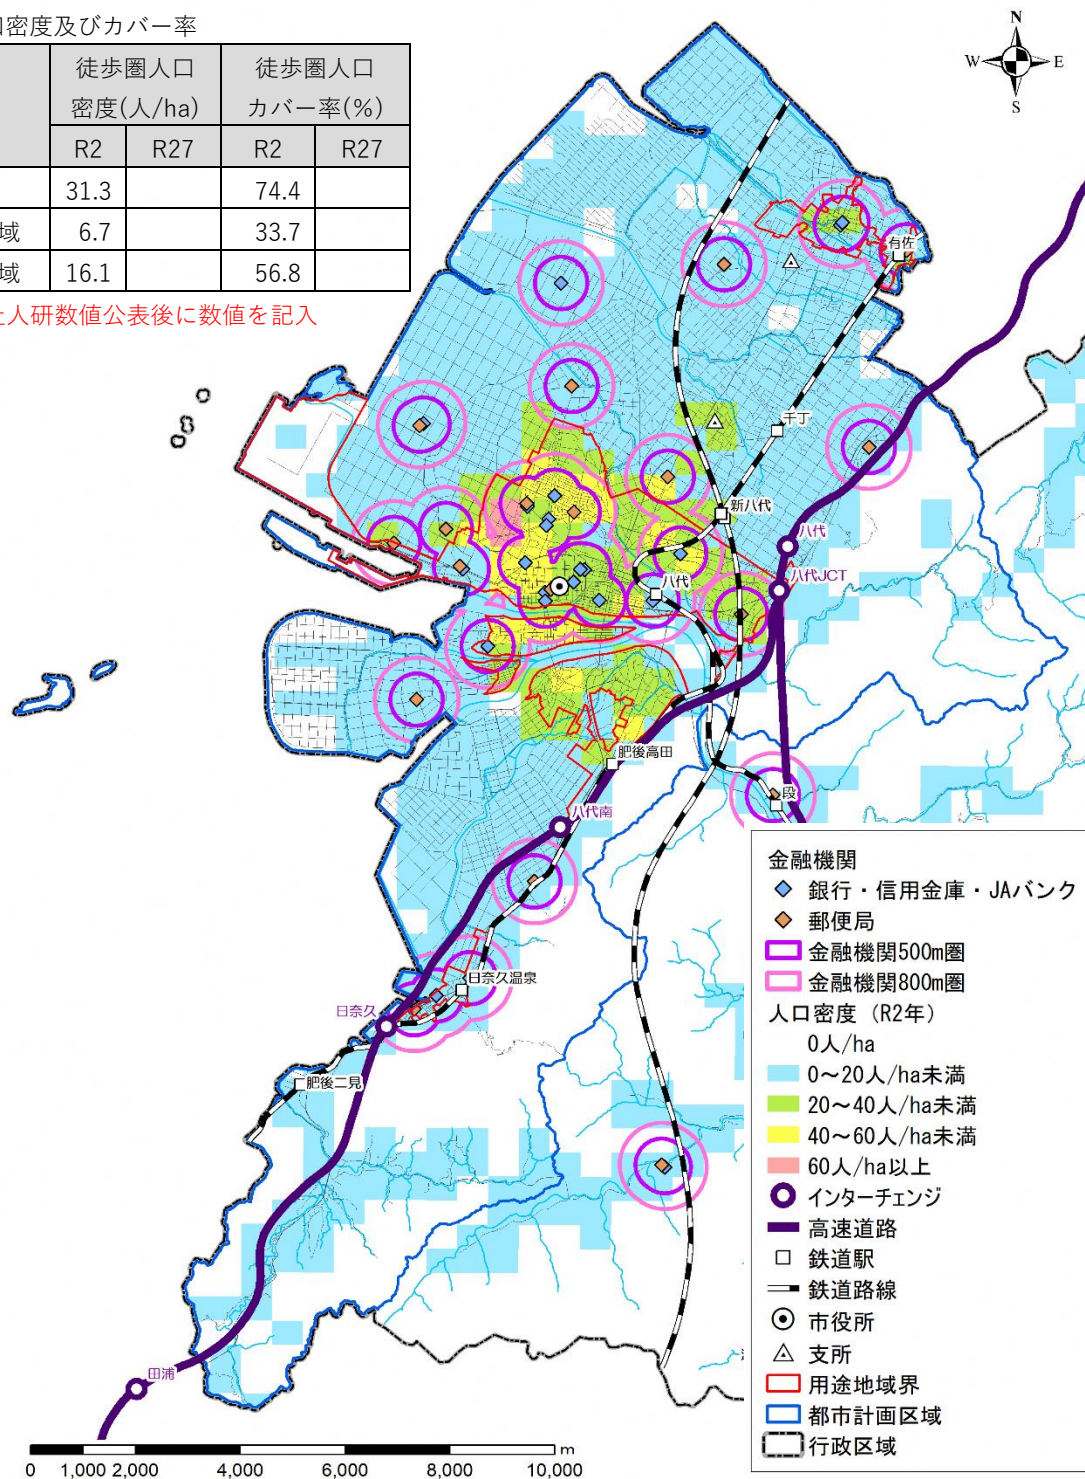 口密度及びカバー率
徒歩圏人口
密度(人/ha)
徒歩圏人口
カバー率(%)
R2 R27 R2 R27
31.3 74.4
域 6.7 33.7
域 16.1 56.8
人研数値公表後に数値を記入
N
W E
S
有佐
千丁
新八代
八代
八代JCT
八代
肥後高田
八代南
段
日奈久温泉
日奈久
肥後二見
田浦
金融機関
銀行・信用金庫・JAバンク
郵便局
金融機関500m圏
金融機関800m圏
人口密度（R2年）
0人/ha
0～20人/ha未満
20～40人/ha未満
40～60人/ha未満
60人/ha以上
インターチェンジ
高速道路
鉄道駅
鉄道路線
市役所
支所
用途地域界
都市計画区域
行政区域
0 1,000 2,000 4,000 6,000 8,000 10,000 m